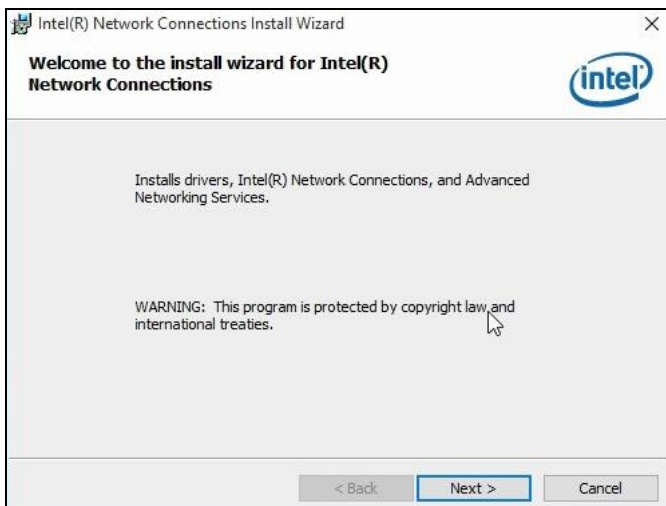 Intel(R) Network Connections Install Wizard
Welcome to the install wizard for Intel(R)
Network Connections
intel
Installs drivers, Intel(R) Network Connections, and Advanced
Networking Services.
WARNING: This program is protected by copyright law and
international treaties.
< Back
Next >
Cancel